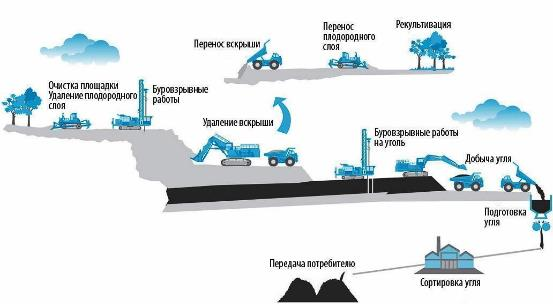 Перенос вскрыши
Перенос
плодородного
слоя
Рекультивация
Очистка площадки
Удаление плодородного
слоя
Буровзрывные
работы
Удаление вскрыши
Буровзрывные работы
на уголь
Добыча угля
Подготовка
угля
Передача потребителю
Сортировка угля